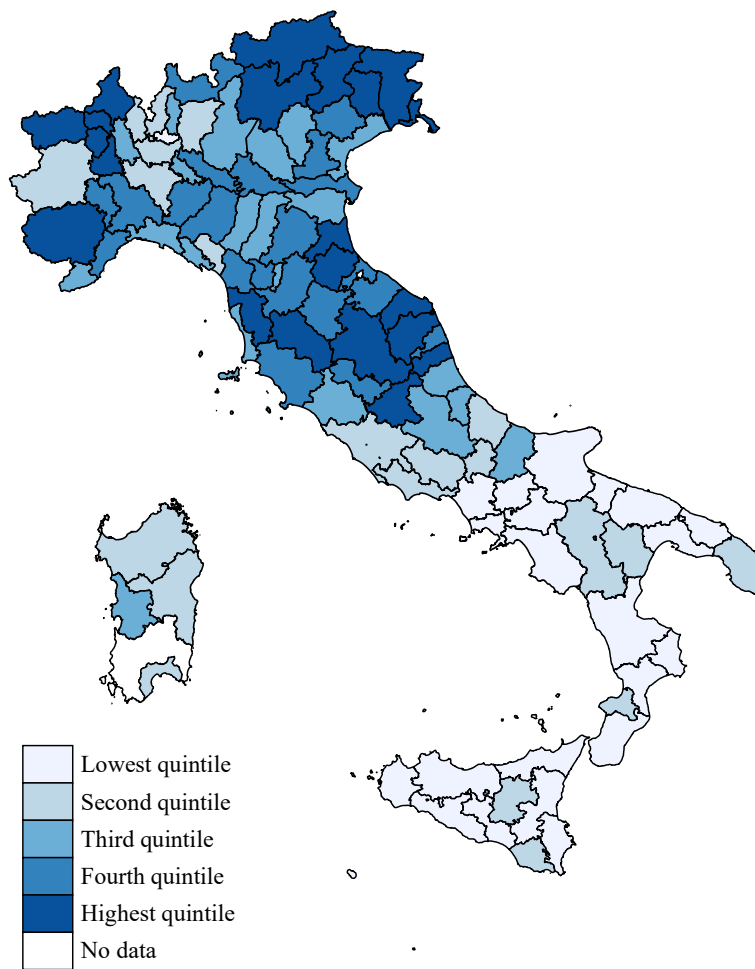 Lowest quintile
Second quintile
Third quintile
Fourth quintile
Highest quintile
No data